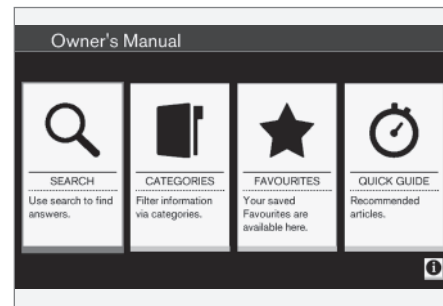 Owner's Manual
SEARCH
Use search to find
answers.
CATEGORIES
Filter information
via categories.
FAVOURITES
Your saved
Favourites are
available here.
QUICK GUIDE
Recommended
articles.
i